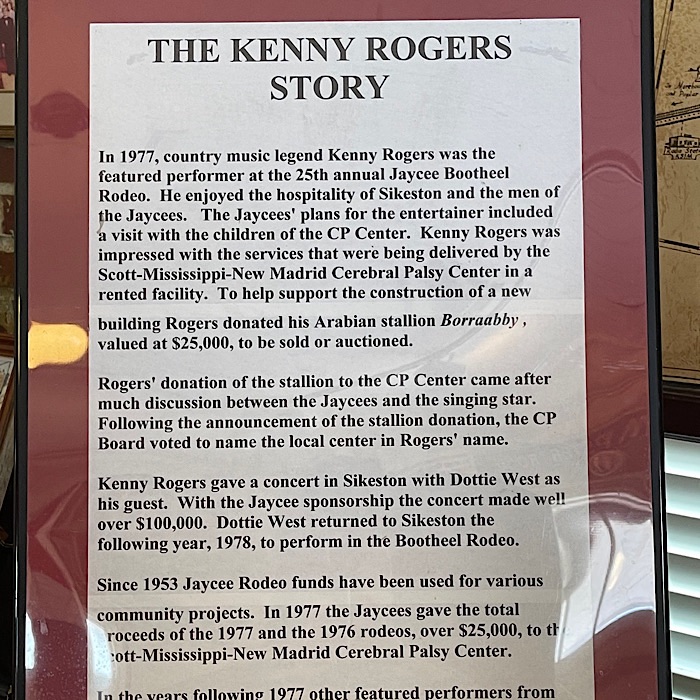 THE KENNY ROGERS
STORY
In 1977, country music legend Kenny Rogers was the
featured performer at the 25th annual Jaycee Bootheel
Rodeo. He enjoyed the hospitality of Sikeston and the men of
the Jaycees. The Jaycees' plans for the entertainer included
a visit with the children of the CP Center. Kenny Rogers was
impressed with the services that were being delivered by the
Scott-Mississippi-New Madrid Cerebral Palsy Center in a
rented facility. To help support the construction of a new
building Rogers donated his Arabian stallion Borraabby,
valued at $25,000, to be sold or auctioned.
Rogers' donation of the stallion to the CP Center came after
much discussion between the Jaycees and the singing star.
Following the announcement of the stallion donation, the CP
Board voted to name the local center in Rogers' name.
Kenny Rogers gave a concert in Sikeston with Dottie West as
his guest. With the Jaycee sponsorship the concert made well
over $100,000. Dottie West returned to Sikeston the
following year, 1978, to perform in the Bootheel Rodeo.
Since 1953 Jaycee Rodeo funds have been used for various
community projects. In 1977 the Jaycees gave the total
roceeds of the 1977 and the 1976 rodeos, over $25,000, to th
ott-Mississippi-New Madrid Cerebral Palsy Center.
In the years following 1977 other featured performers from